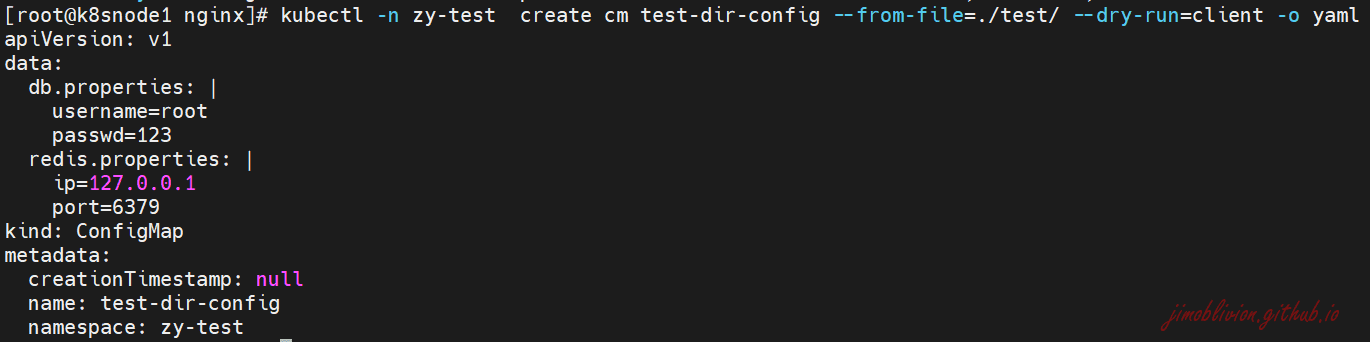 [root@k8snode1 nginx]# kubectl -n zy-test  create cm test-dir-config --from-file=./test/ --dry-run=client -o yaml
apiVersion: v1
data:
  db.properties: |
    username=root
    passwd=123
  redis.properties: |
    ip=127.0.0.1
    port=6379
kind: ConfigMap
metadata:
  creationTimestamp: null
  name: test-dir-config
  namespace: zy-test
jimoblivion.github.io